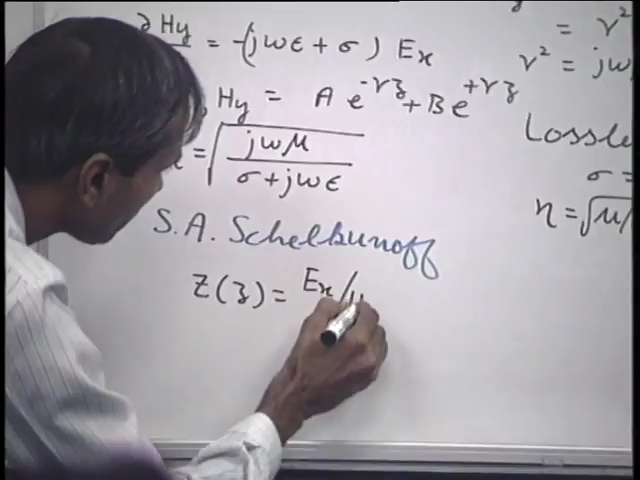 ∂Hy = -(jωε + σ) Ex
Hy = A e^{-γz} + B e^{+γz}
= √(jωμ / (σ + jωε))
S.A. Schelkunoff
Z(z) = Ex/
= γ²
γ² = jω
Lossle
σ =
η = √μ/